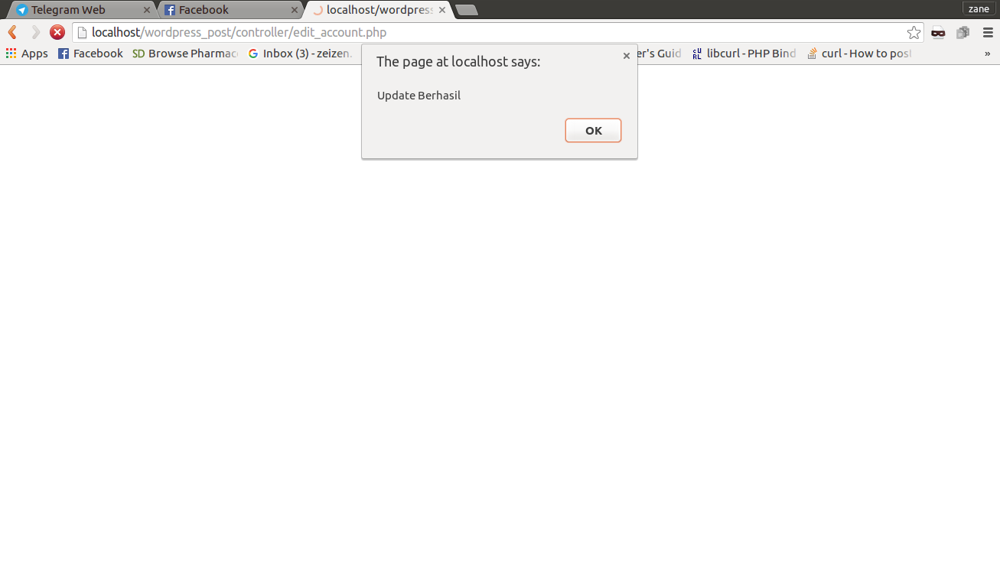 Telegram Web
Facebook
localhost/wordpress
zane
localhost/wordpress_post/controller/edit_account.php
Apps
Facebook
SD Browse Pharmac
Inbox (3) - zeizen.
er's Guid
cURL libcurl - PHP Bind
curl - How to post
»
The page at localhost says:
Update Berhasil
OK